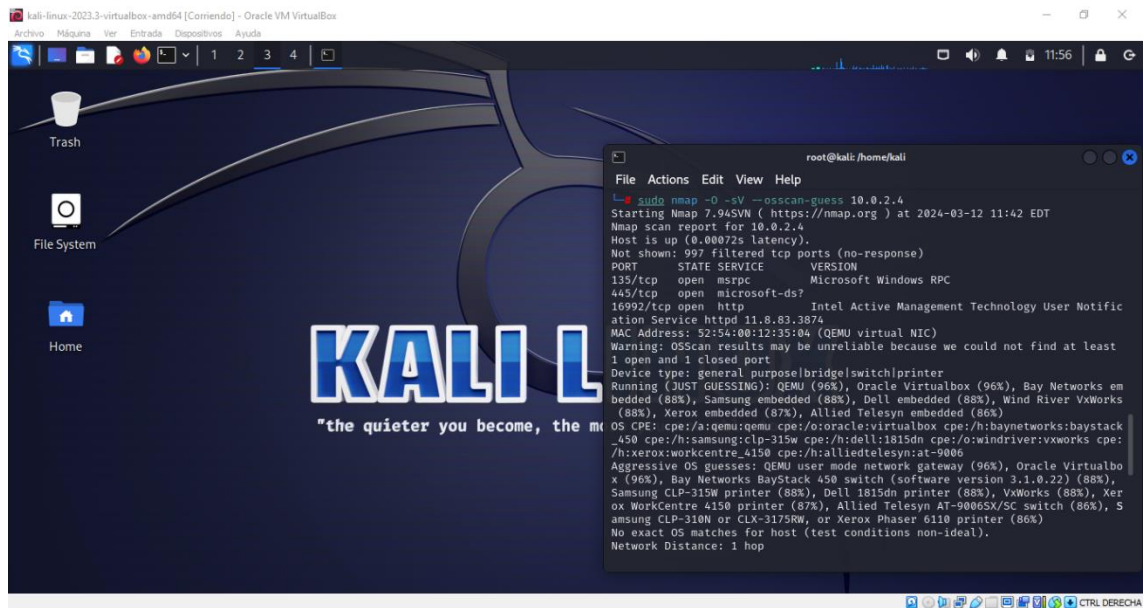 kali-linux-2023.3-virtualbox-amd64 [Corriendo] - Oracle VM VirtualBox
Archivo Máquina Ver Entrada Dispositivos Ayuda
1 2 3 4
11:56
Trash
File System
Home
KALI L
"the quieter you become, the mo
root@kali: /home/kali
File Actions Edit View Help
└─# sudo nmap -O -sV --osscan-guess 10.0.2.4
Starting Nmap 7.94SVN ( https://nmap.org ) at 2024-03-12 11:42 EDT
Nmap scan report for 10.0.2.4
Host is up (0.00072s latency).
Not shown: 997 filtered tcp ports (no-response)
PORT STATE SERVICE VERSION
135/tcp open msrpc Microsoft Windows RPC
445/tcp open microsoft-ds?
16992/tcp open http Intel Active Management Technology User Notific
ation Service httpd 11.8.83.3874
MAC Address: 52:54:00:12:35:04 (QEMU virtual NIC)
Warning: OSScan results may be unreliable because we could not find at least
1 open and 1 closed port
Device type: general purpose|bridge|switch|printer
Running (JUST GUESSING): QEMU (96%), Oracle Virtualbox (96%), Bay Networks em
bedded (88%), Samsung embedded (88%), Dell embedded (88%), Wind River VxWorks
(88%), Xerox embedded (87%), Allied Telesyn embedded (86%)
OS CPE: cpe:/a:qemu:qemu cpe:/o:oracle:virtualbox cpe:/h:baynetworks:baystack
_450 cpe:/h:samsung:clp-315w cpe:/h:dell:1815dn cpe:/o:windriver:vxworks cpe:
/h:xerox:workcentre_4150 cpe:/h:alliedtelesyn:at-9006
Aggressive OS guesses: QEMU user mode network gateway (96%), Oracle Virtualbo
x (96%), Bay Networks BayStack 450 switch (software version 3.1.0.22) (88%),
Samsung CLP-315W printer (88%), Dell 1815dn printer (88%), VxWorks (88%), Xer
ox WorkCentre 4150 printer (87%), Allied Telesyn AT-9006SX/SC switch (86%), S
amsung CLP-310N or CLX-3175RW, or Xerox Phaser 6110 printer (86%)
No exact OS matches for host (test conditions non-ideal).
Network Distance: 1 hop
CTRL DERECHA